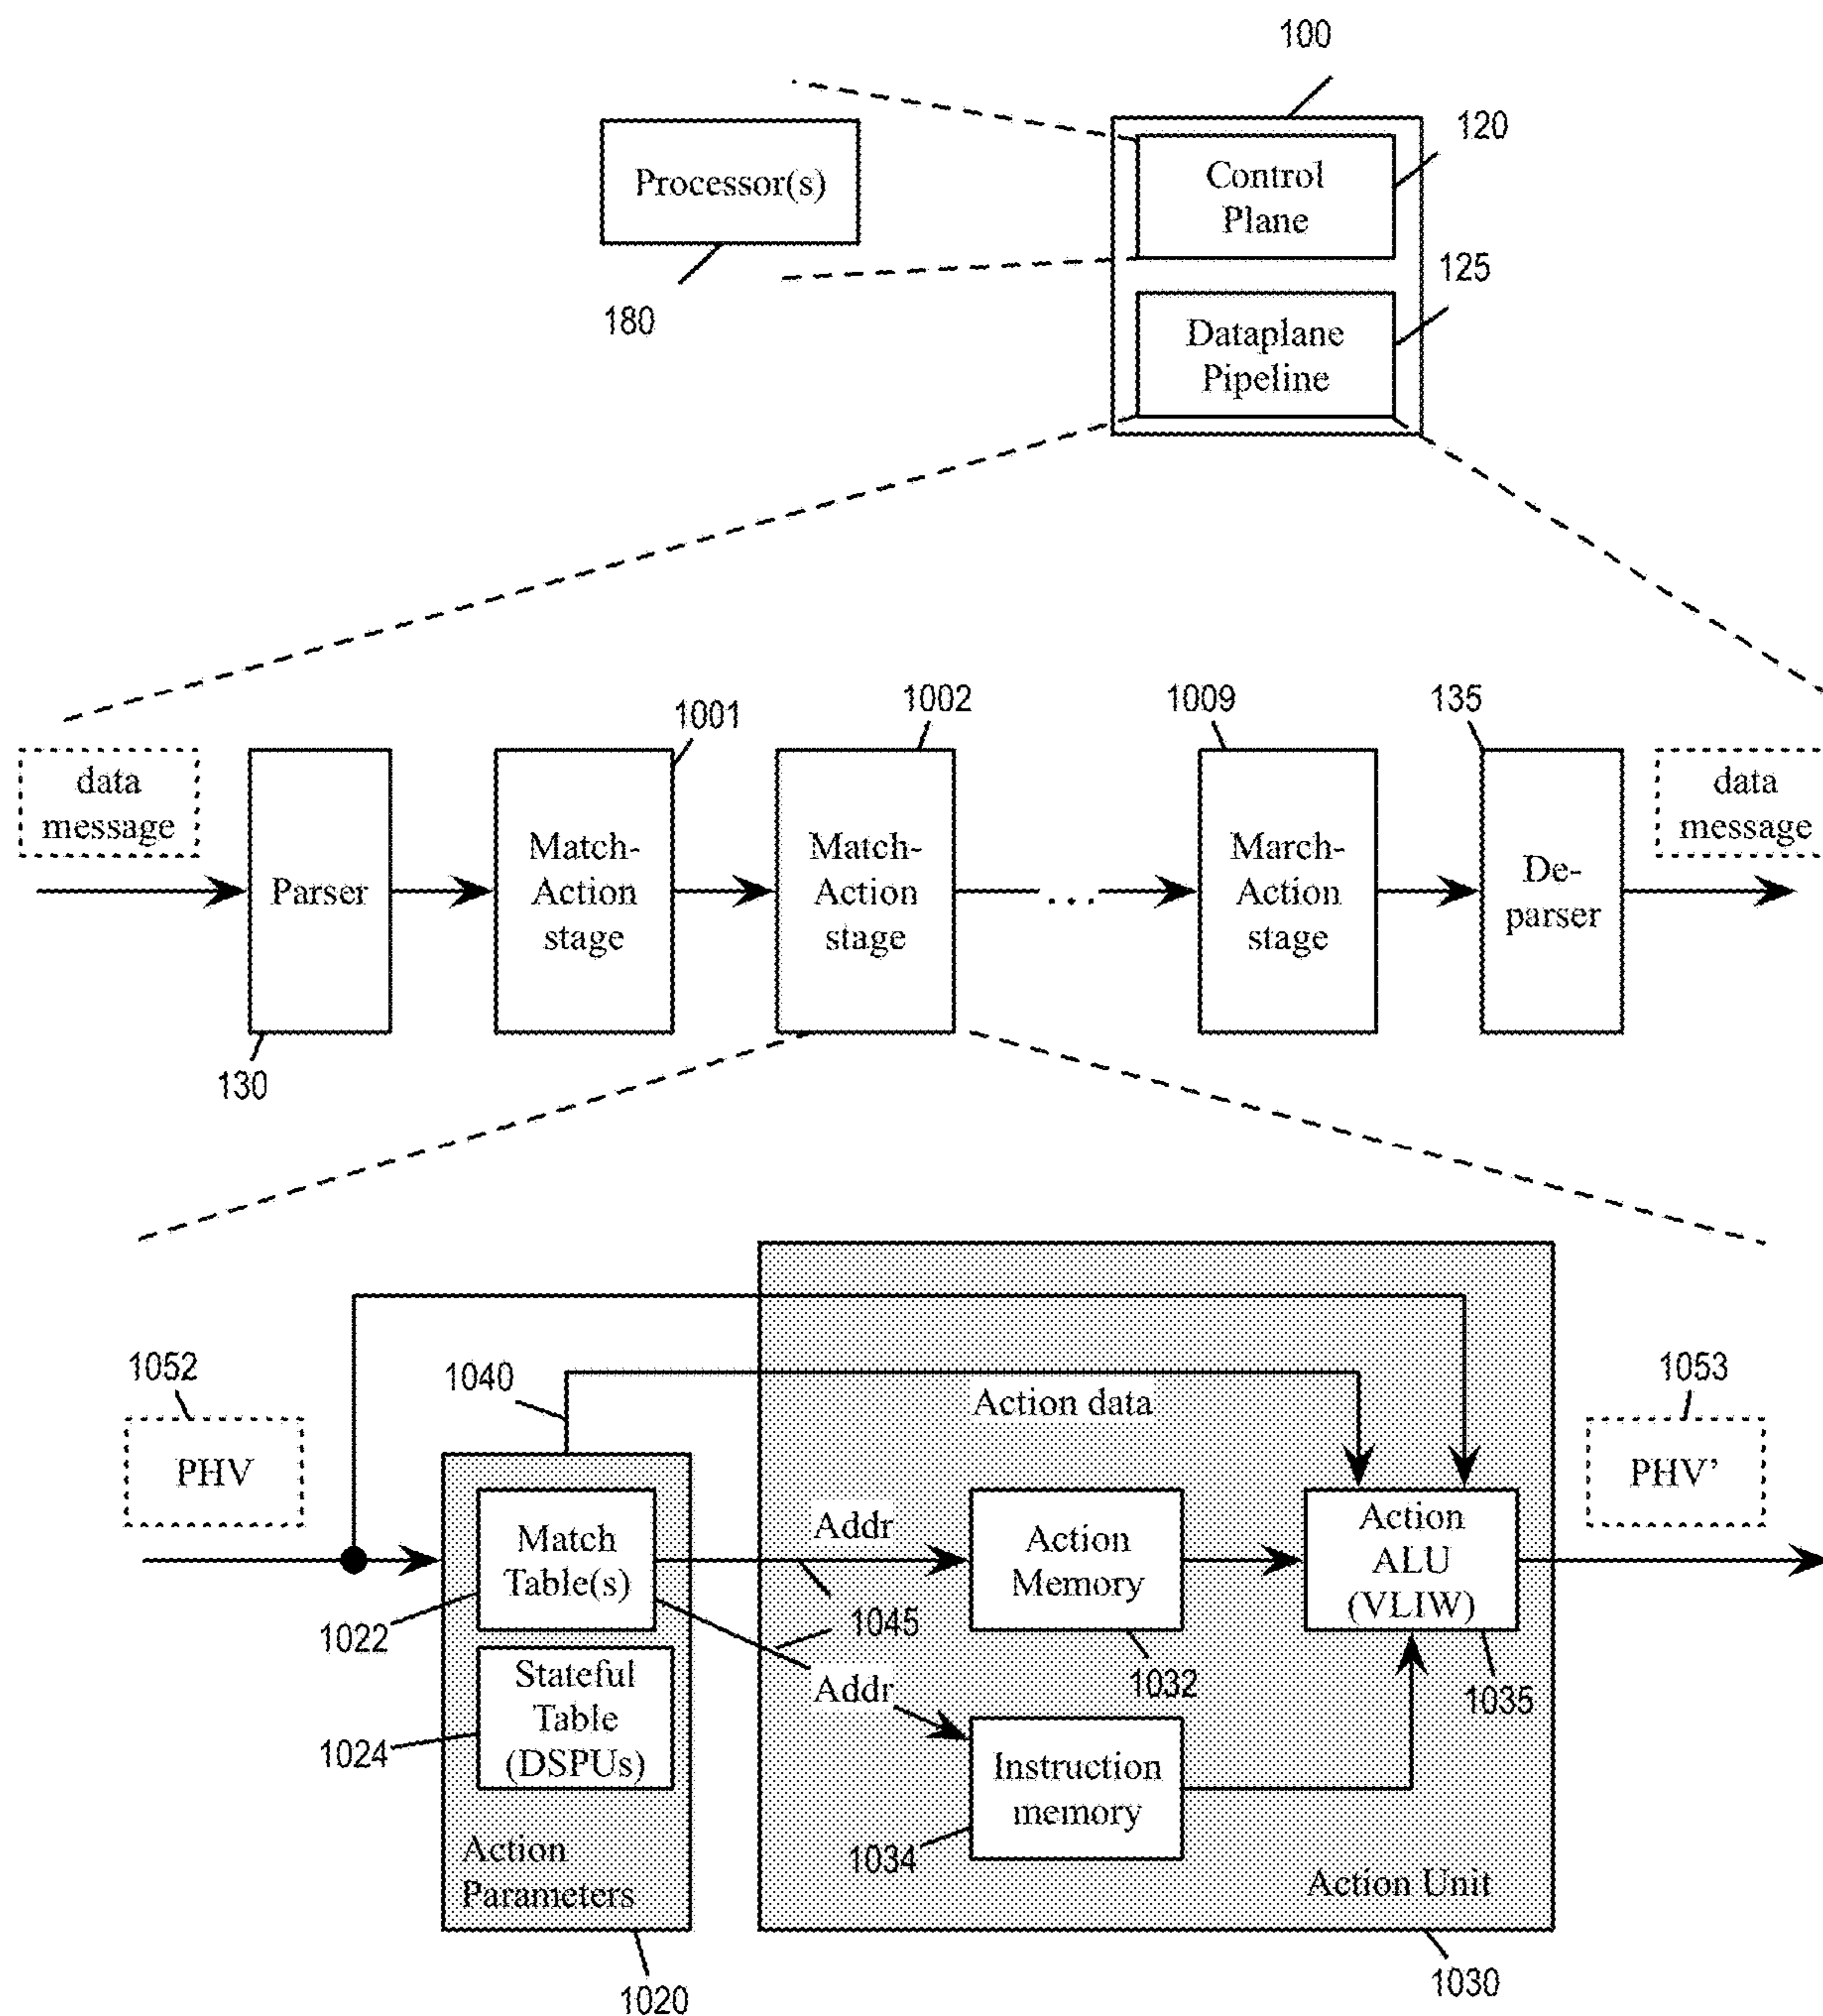 100
120
Processor(s)
Control
Plane
180
125
Dataplane
Pipeline
1001
1002
1009
135
data
message
Parser
Match-
Action
stage
Match-
Action
stage
...
March-
Action
stage
De-
parser
data
message
130
1052
1040
1053
PHV
Action data
PHV’
Match
Table(s)
Addr
Action
Memory
Action
ALU
(VLIW)
1022
1045
1032
1035
Stateful
Table
(DSPUs)
Addr
1024
Instruction
memory
1034
Action
Parameters
Action Unit
1020
1030